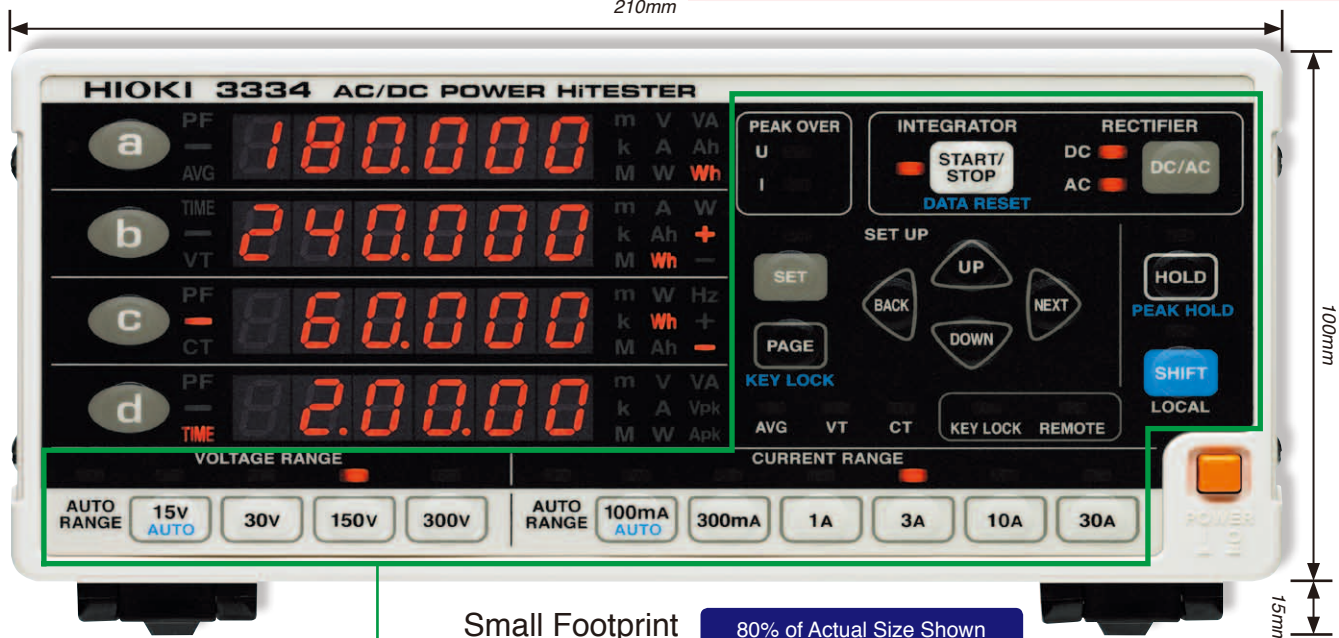 210mm
HIOKI 3334 AC/DC POWER HiTESTER
a PF — AVG 180.000 m V VA k A Ah M W Wh
b TIME — VT 240.000 m A W k Ah + M Wh —
c PF — CT 60.000 m W Hz k Wh + M Ah —
d PF — TIME 2.0000 m V VA k A Vpk M W Apk
PEAK OVER
U
I
INTEGRATOR RECTIFIER
START/
STOP
DATA RESET
DC
AC
DC/AC
SET UP
SET
PAGE
KEY LOCK
UP
BACK NEXT
DOWN
HOLD
PEAK HOLD
SHIFT
LOCAL
AVG VT CT KEY LOCK REMOTE
VOLTAGE RANGE CURRENT RANGE
AUTO
RANGE
15V
AUTO
30V 150V 300V
AUTO
RANGE
100mA
AUTO
300mA 1A 3A 10A 30A
POWER
100mm
15mm
Small Footprint
80% of Actual Size Shown